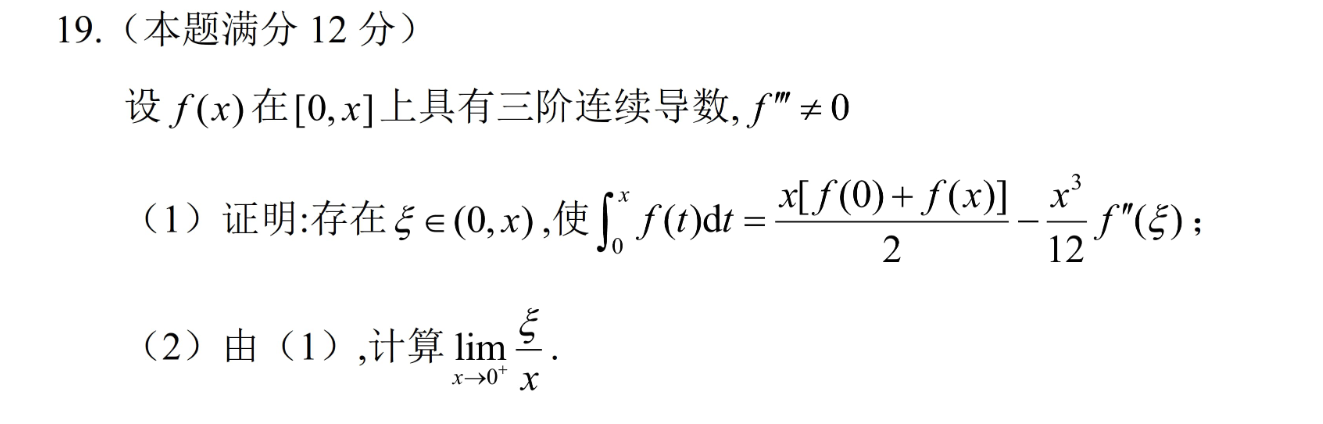 19.（本题满分 12 分）
设 f(x) 在[0, x]上具有三阶连续导数, f''' ≠ 0
（1）证明:存在 ξ ∈ (0, x) ,使 ∫₀ˣ f(t)dt = x[f(0) + f(x)]/2 − x³/12 f''(ξ)；
（2）由（1）,计算 lim_{x→0⁺} ξ/x .